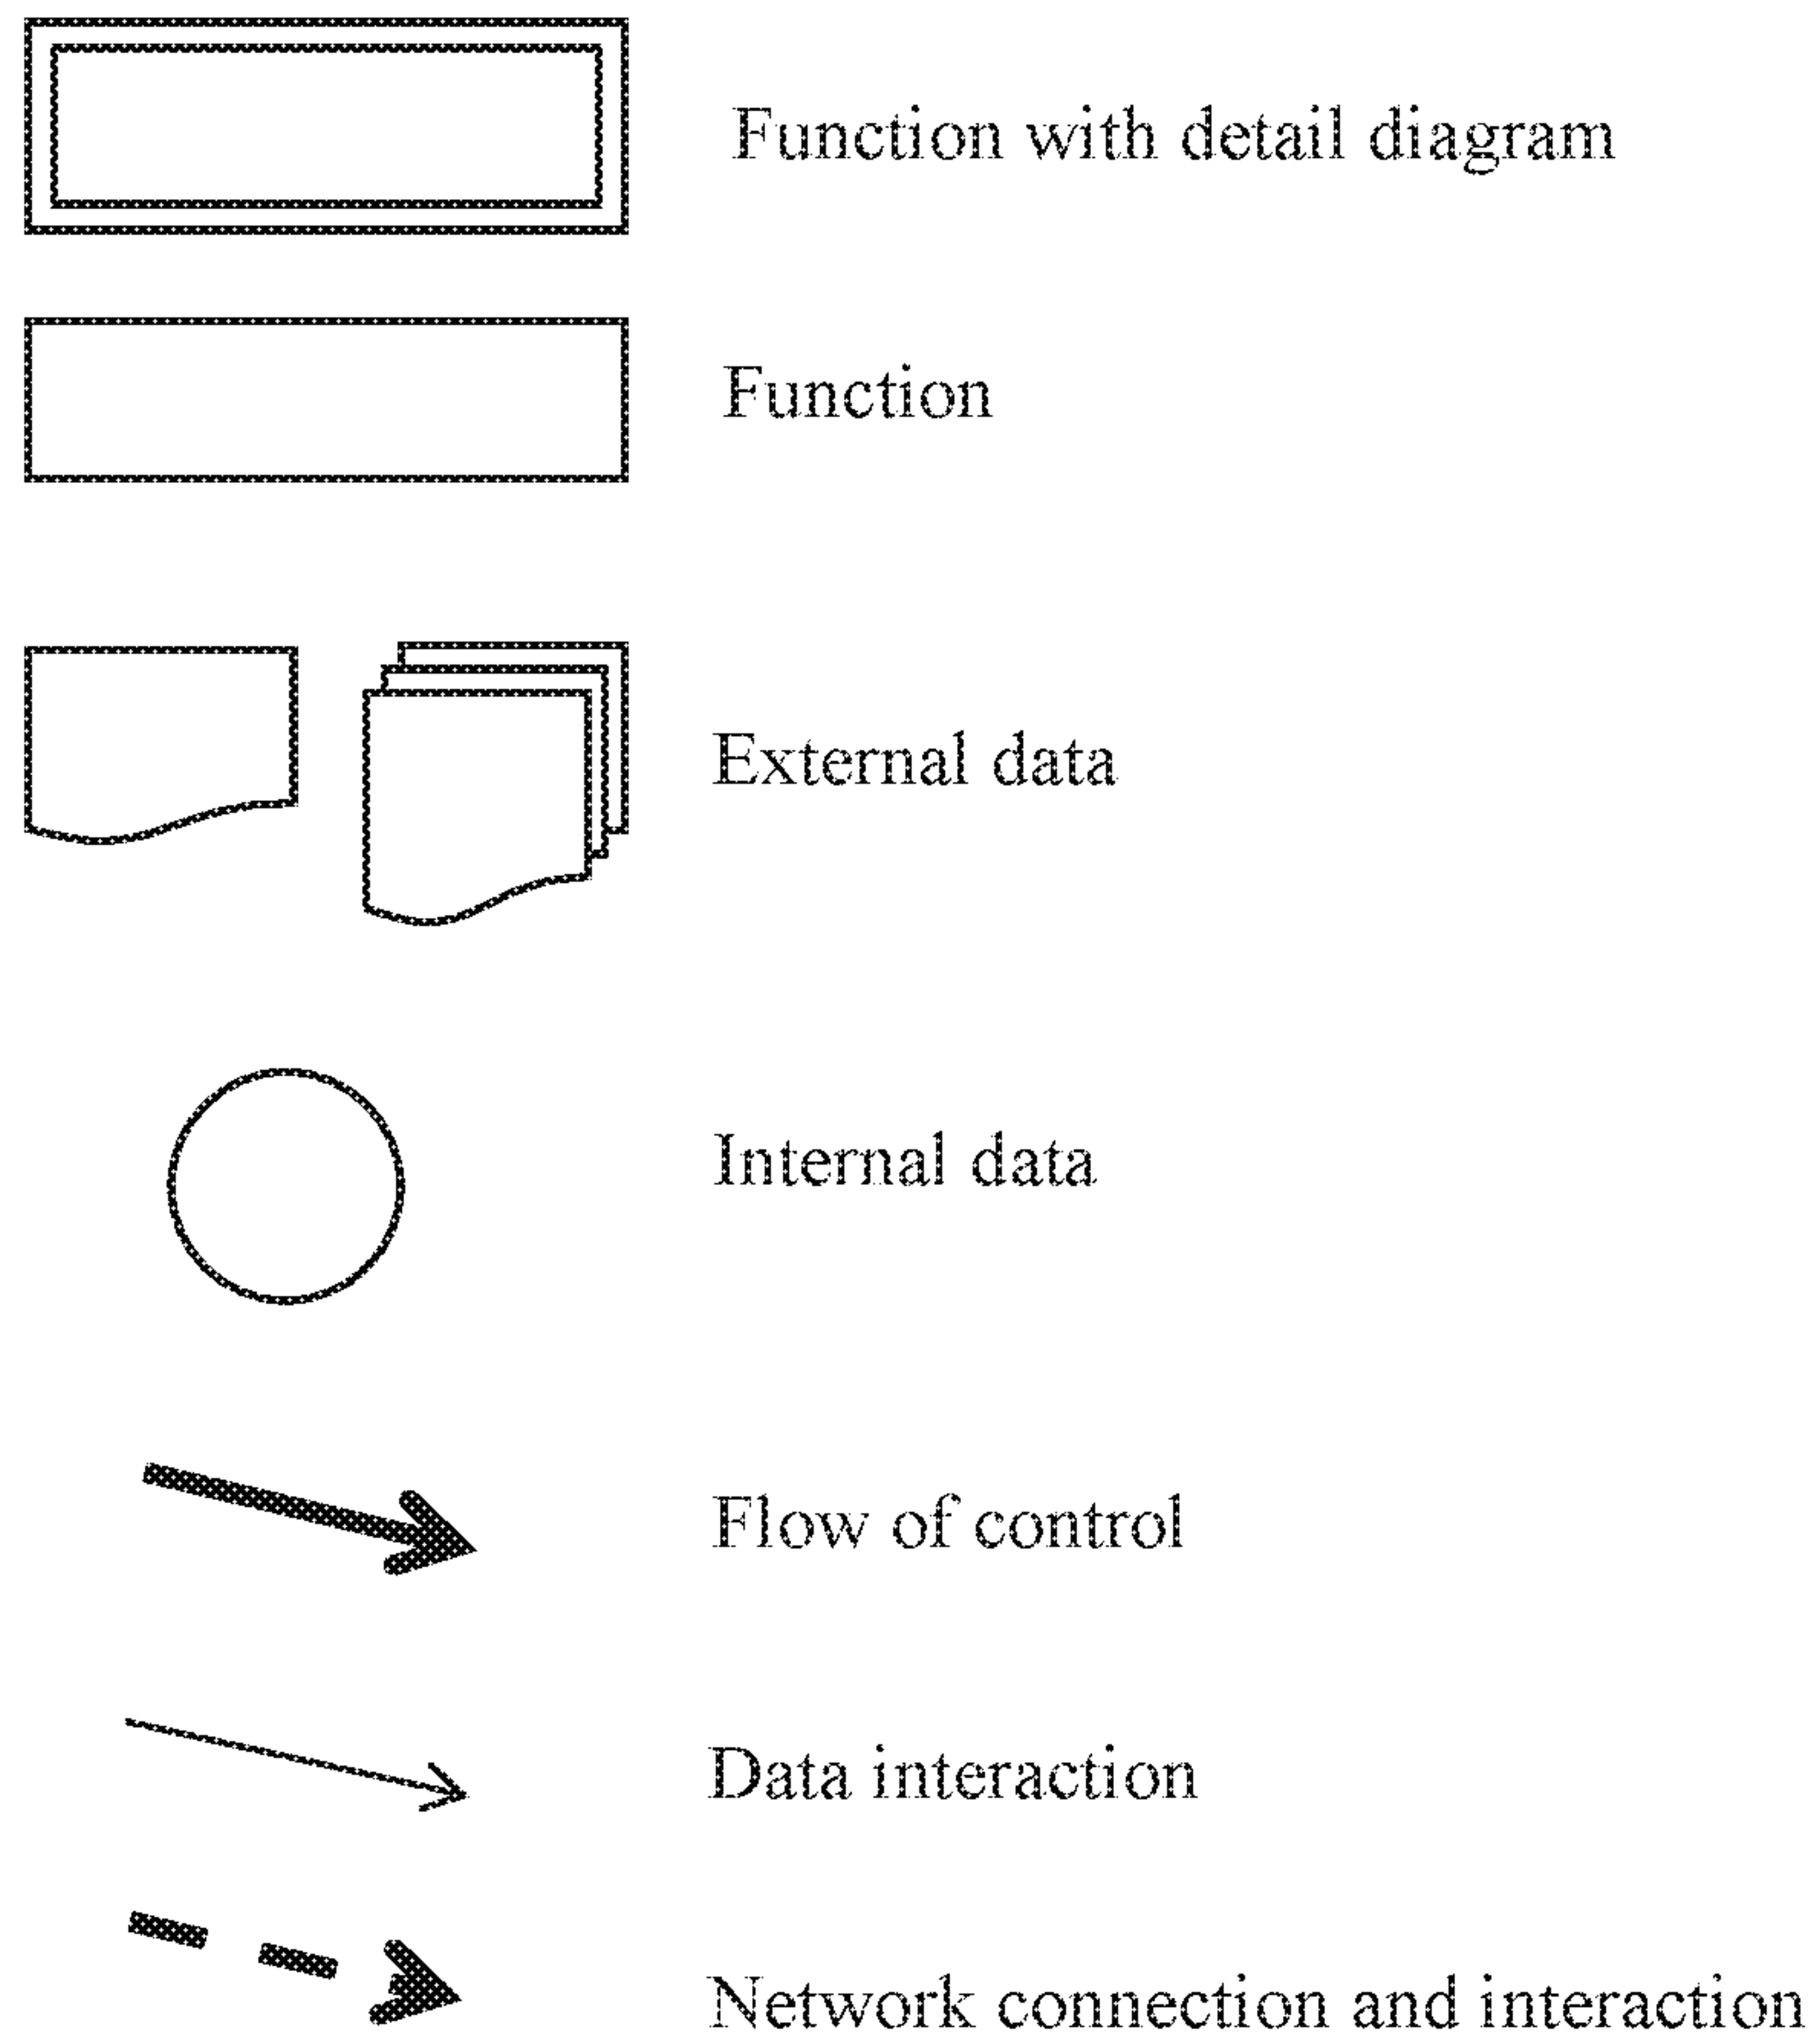 Function with detail diagram
Function
External data
Internal data
Flow of control
Data interaction
Network connection and interaction